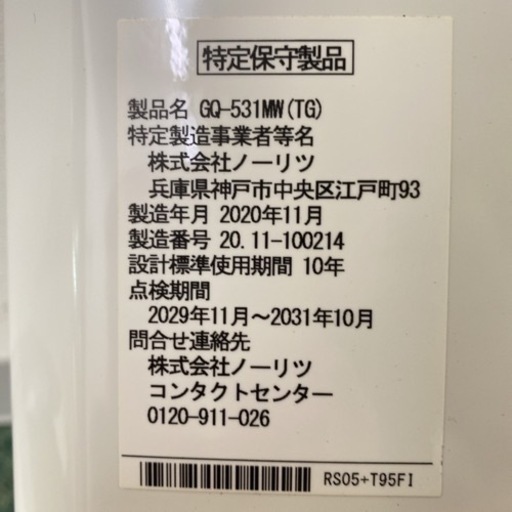 特定保守製品
製品名 GQ-531MW(TG)
特定製造事業者等名
株式会社ノーリツ
兵庫県神戸市中央区江戸町93
製造年月 2020年11月
製造番号 20.11-100214
設計標準使用期間 10年
点検期間
2029年11月～2031年10月
問合せ連絡先
株式会社ノーリツ
コンタクトセンター
0120-911-026
RS05+T95FI